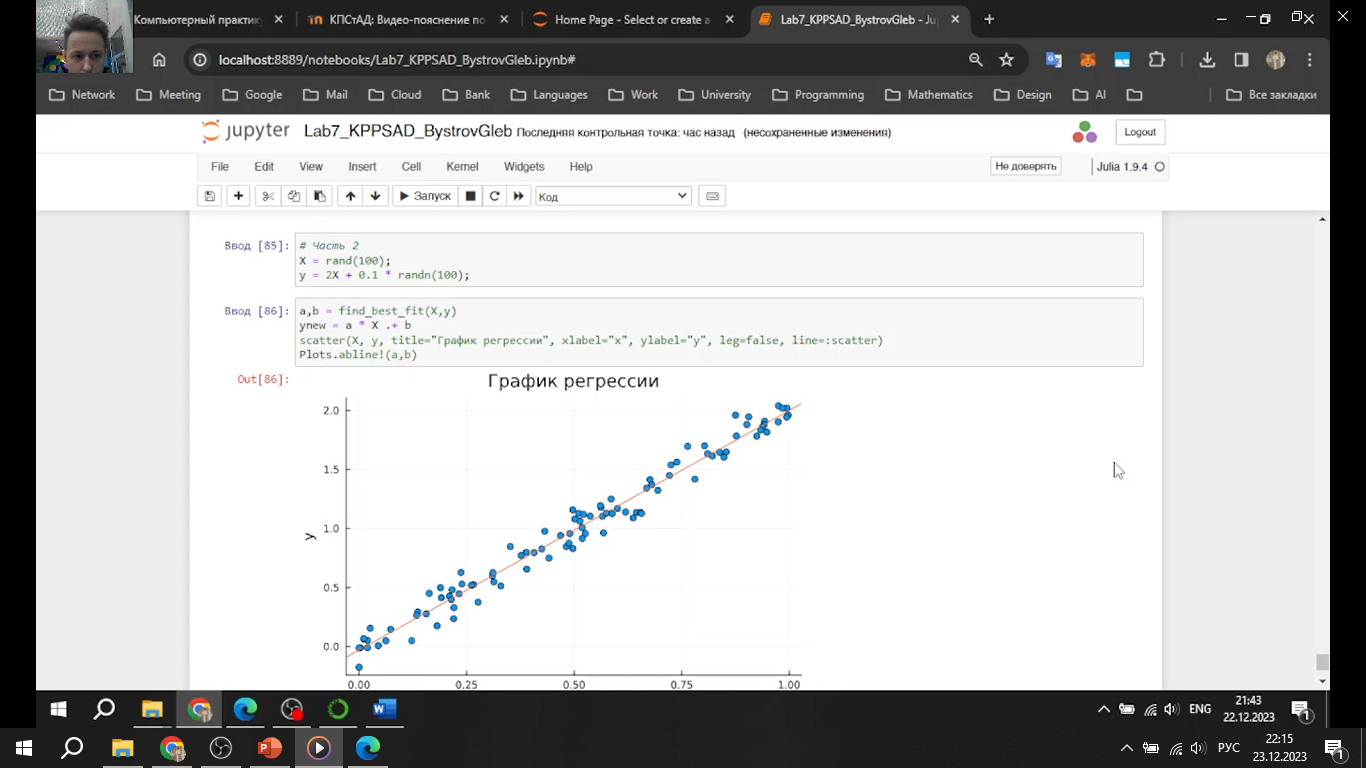 Компьютерный практик
КПСтАД: Видео-пояснение по
Home Page - Select or create a
Lab7_KPPSAD_BystrovGleb - Ju
localhost:8889/notebooks/Lab7_KPPSAD_BystrovGleb.ipynb#
Network Meeting Google Mail Cloud Bank Languages Work University Programming Mathematics Design AI Все закладки
jupyter Lab7_KPPSAD_BystrovGleb Последняя контрольная точка: час назад (несохраненные изменения) Logout
File Edit View Insert Cell Kernel Widgets Help Не доверять Julia 1.9.4
Запуск Код
Ввод [85]: # Часть 2
X = rand(100);
y = 2X + 0.1 * randn(100);
Ввод [86]: a,b = find_best_fit(X,y)
ynew = a * X .+ b
scatter(X, y, title="График регрессии", xlabel="x", ylabel="y", leg=false, line=:scatter)
Plots.abline!(a,b)
Out[86]:
График регрессии
2.0
1.5
1.0
y
0.5
0.0
0.00 0.25 0.50 0.75 1.00
ENG 21:43
22.12.2023
1
РУС 22:15
23.12.2023
1